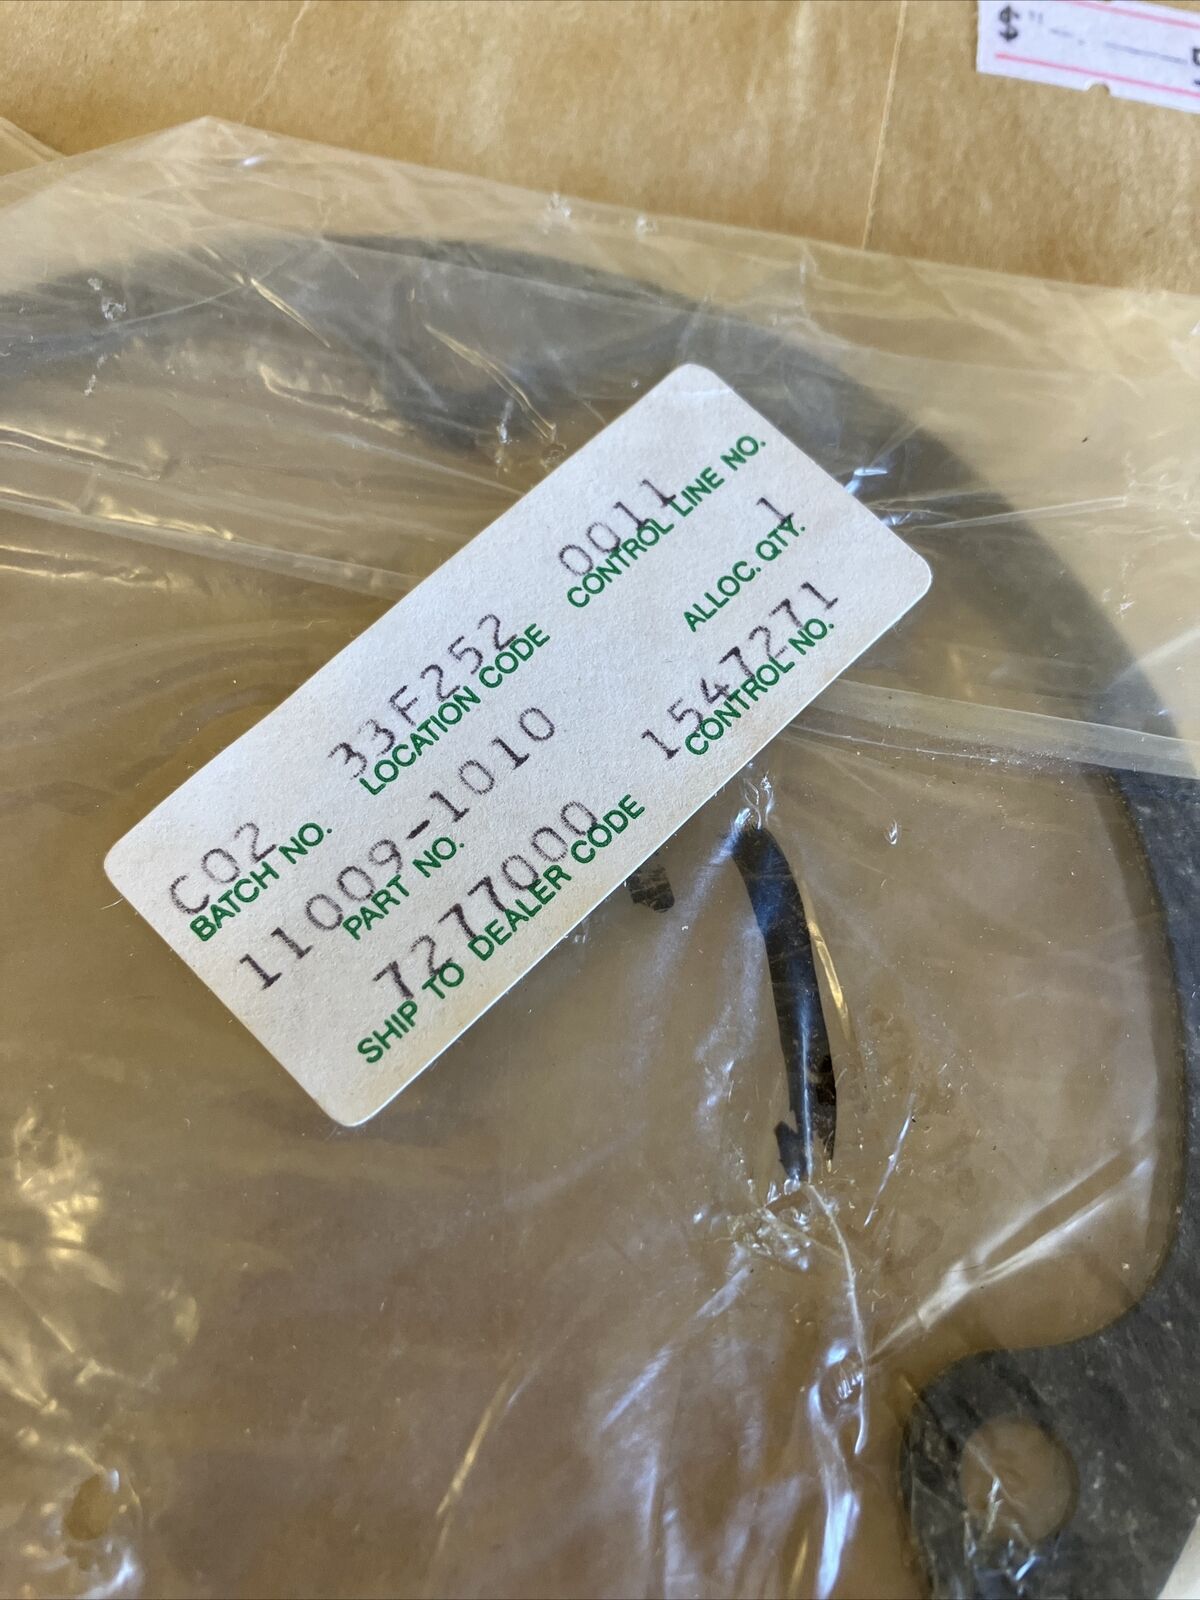 $
C02 33F252 0011
BATCH NO. LOCATION CODE CONTROL LINE NO.
11009-1010 1
PART NO. ALLOC. QTY.
7277000 1547271
SHIP TO DEALER CODE CONTROL NO.